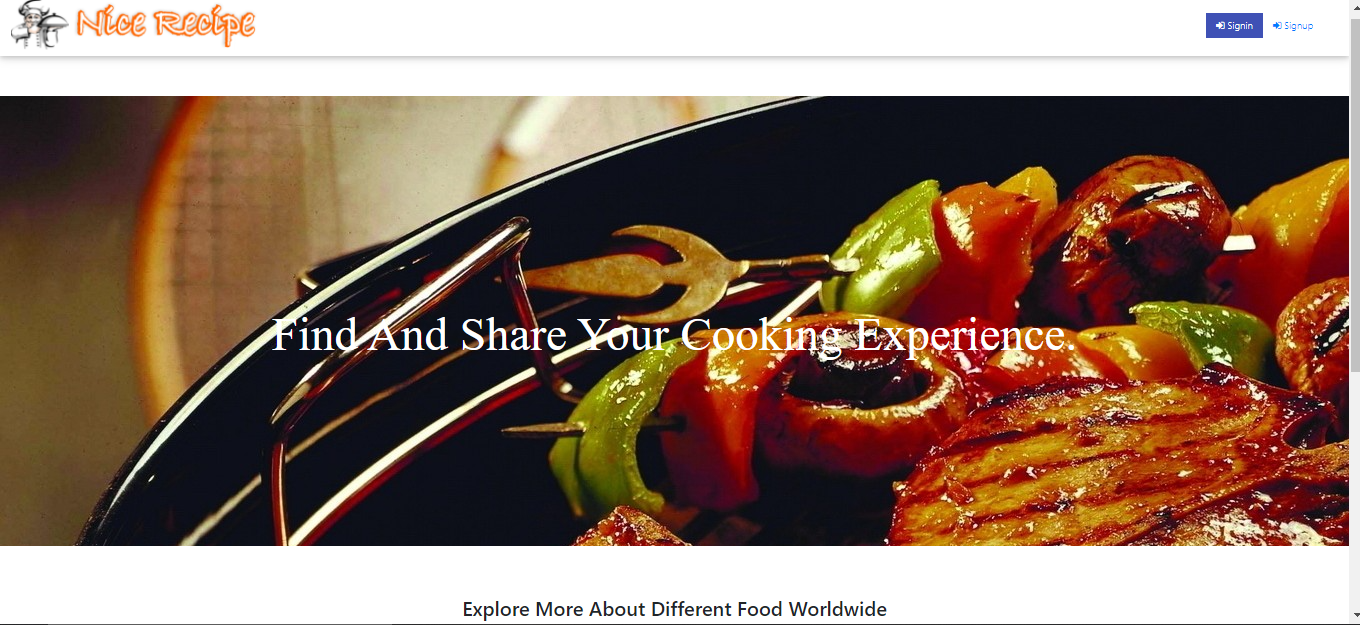 Nice Recipe
Signin
Signup
Find And Share Your Cooking Experience
Explore More About Different Food Worldwide